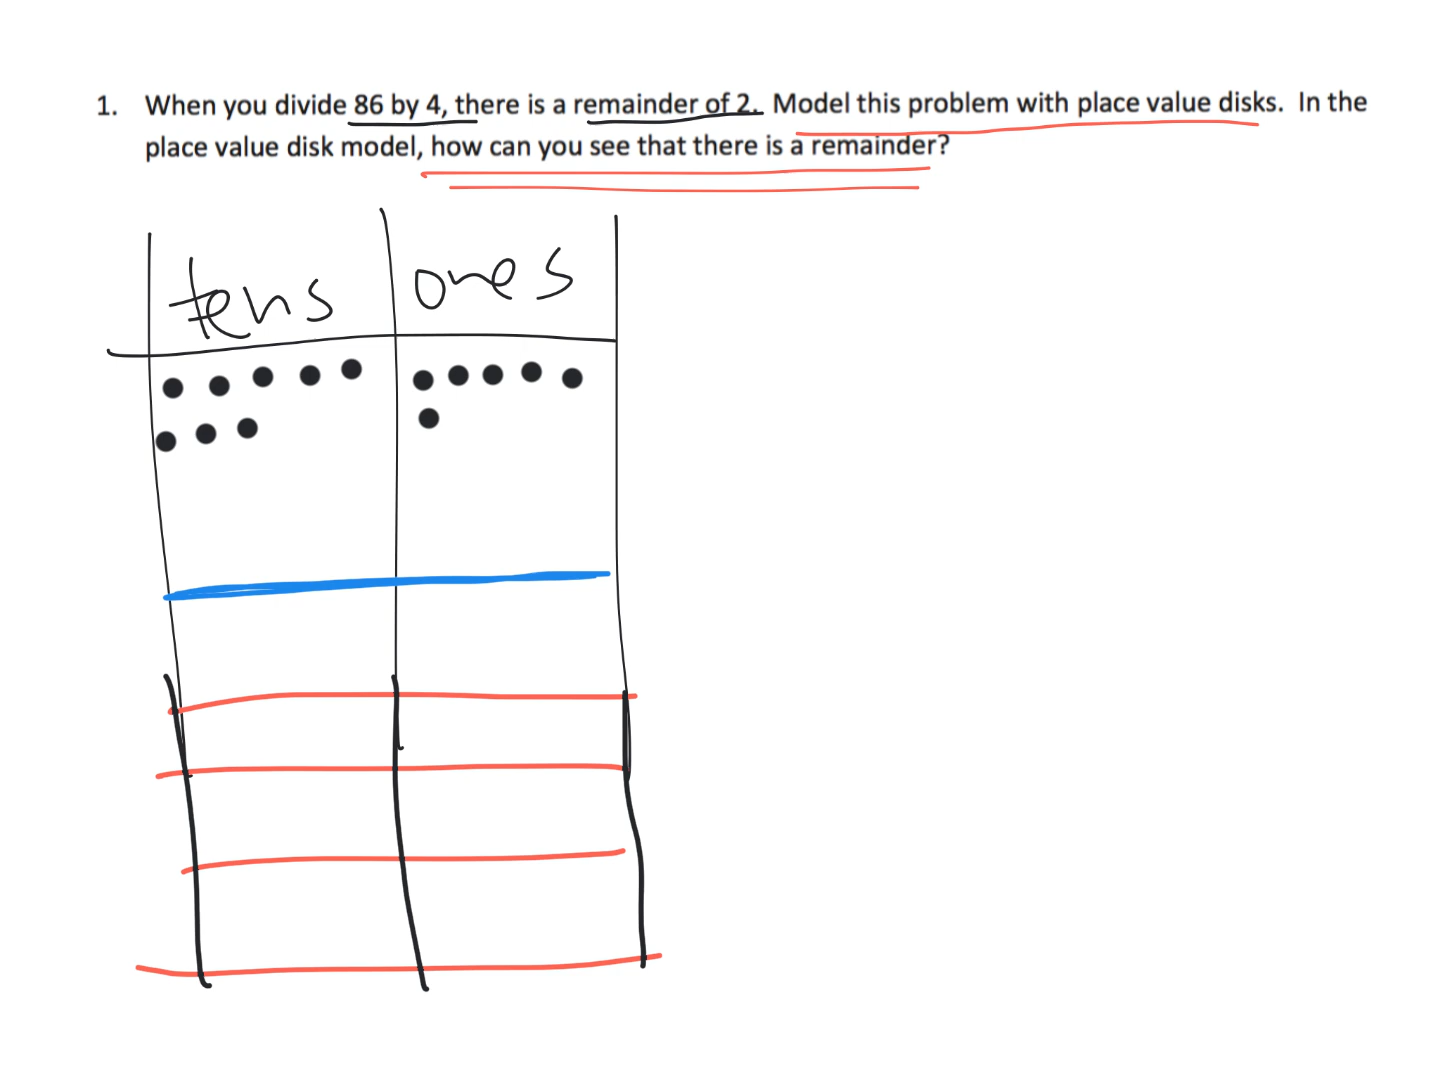 1. When you divide 86 by 4, there is a remainder of 2. Model this problem with place value disks. In the
place value disk model, how can you see that there is a remainder?
tens ones